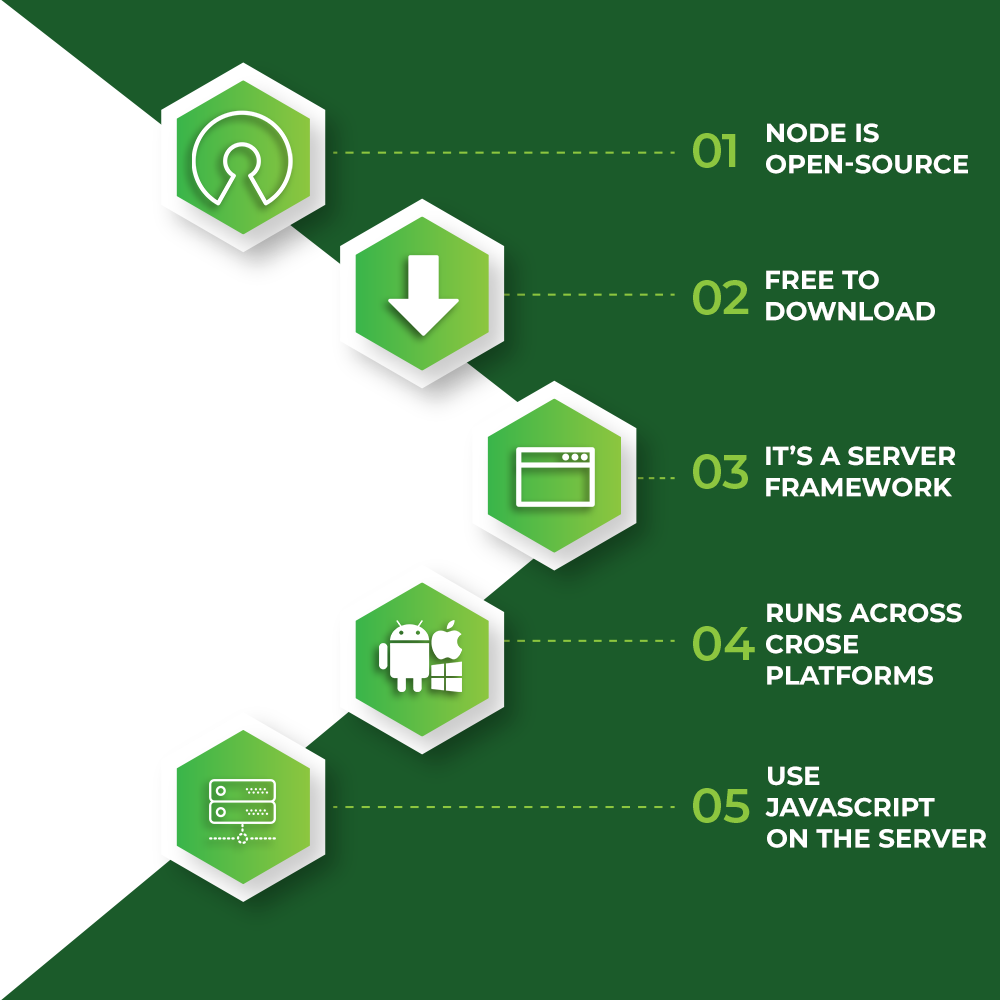 01
NODE IS
OPEN-SOURCE
02
FREE TO
DOWNLOAD
03
IT’S A SERVER
FRAMEWORK
04
RUNS ACROSS
CROSE
PLATFORMS
05
USE
JAVASCRIPT
ON THE SERVER